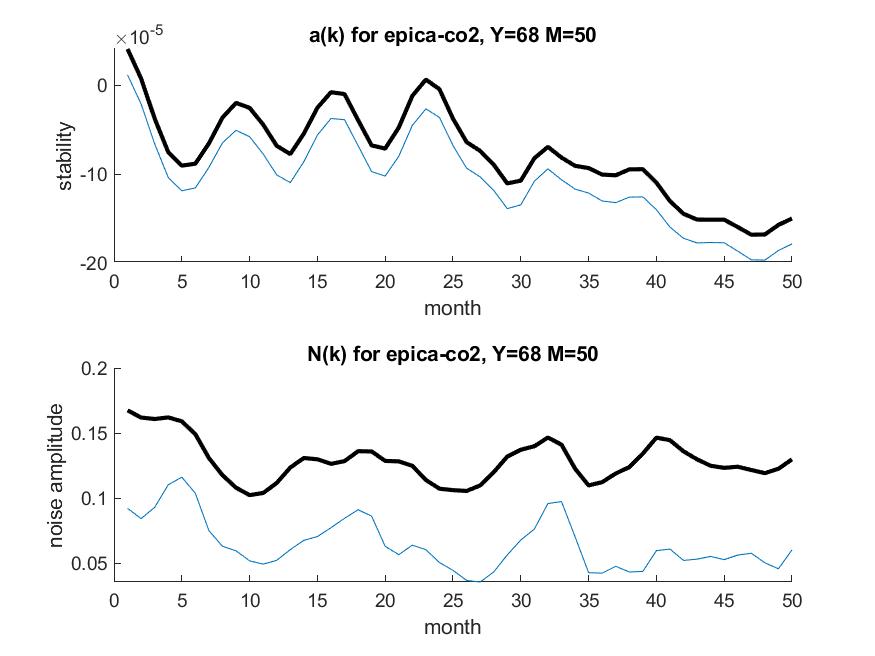 ×10-5
a(k) for epica-co2, Y=68 M=50
0
-10
-20
stability
0 5 10 15 20 25 30 35 40 45 50
month
N(k) for epica-co2, Y=68 M=50
0.2
0.15
0.1
0.05
noise amplitude
0 5 10 15 20 25 30 35 40 45 50
month